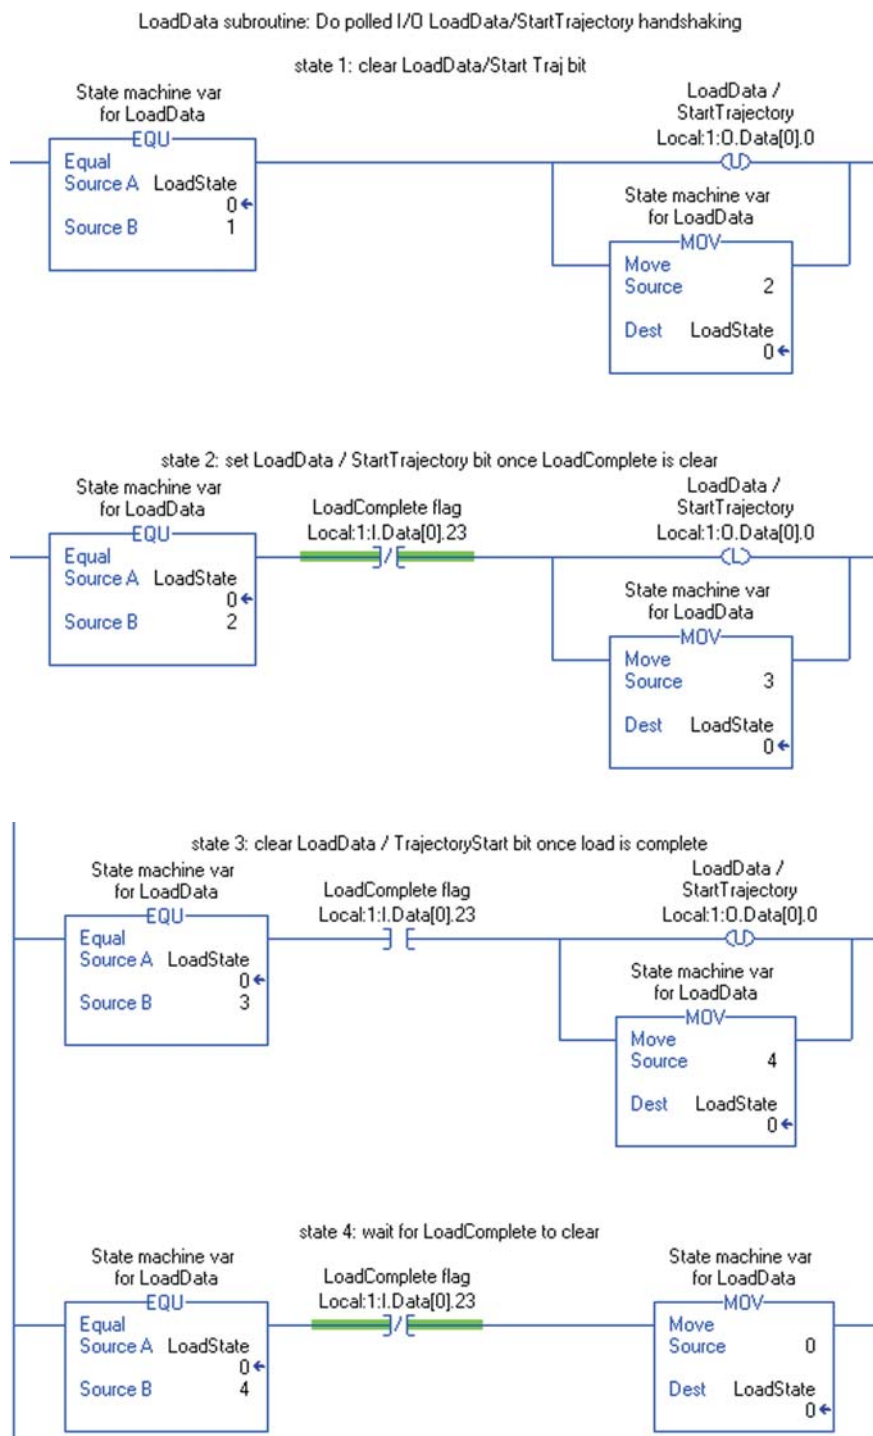 LoadData subroutine: Do polled I/O LoadData/StartTrajectory handshaking
state 1: clear LoadData/Start Traj bit
State machine var
for LoadData
EQU
Equal
Source A LoadState
0
Source B 1
LoadData /
StartTrajectory
Local:1:O.Data[0].0
U
State machine var
for LoadData
MOV
Move
Source 2
Dest LoadState
0
state 2: set LoadData / StartTrajectory bit once LoadComplete is clear
State machine var
for LoadData
EQU
Equal
Source A LoadState
0
Source B 2
LoadComplete flag
Local:1:I.Data[0].23
LoadData /
StartTrajectory
Local:1:O.Data[0].0
L
State machine var
for LoadData
MOV
Move
Source 3
Dest LoadState
0
state 3: clear LoadData / TrajectoryStart bit once load is complete
State machine var
for LoadData
EQU
Equal
Source A LoadState
0
Source B 3
LoadComplete flag
Local:1:I.Data[0].23
LoadData /
StartTrajectory
Local:1:O.Data[0].0
U
State machine var
for LoadData
MOV
Move
Source 4
Dest LoadState
0
state 4: wait for LoadComplete to clear
State machine var
for LoadData
EQU
Equal
Source A LoadState
0
Source B 4
LoadComplete flag
Local:1:I.Data[0].23
State machine var
for LoadData
MOV
Move
Source 0
Dest LoadState
0